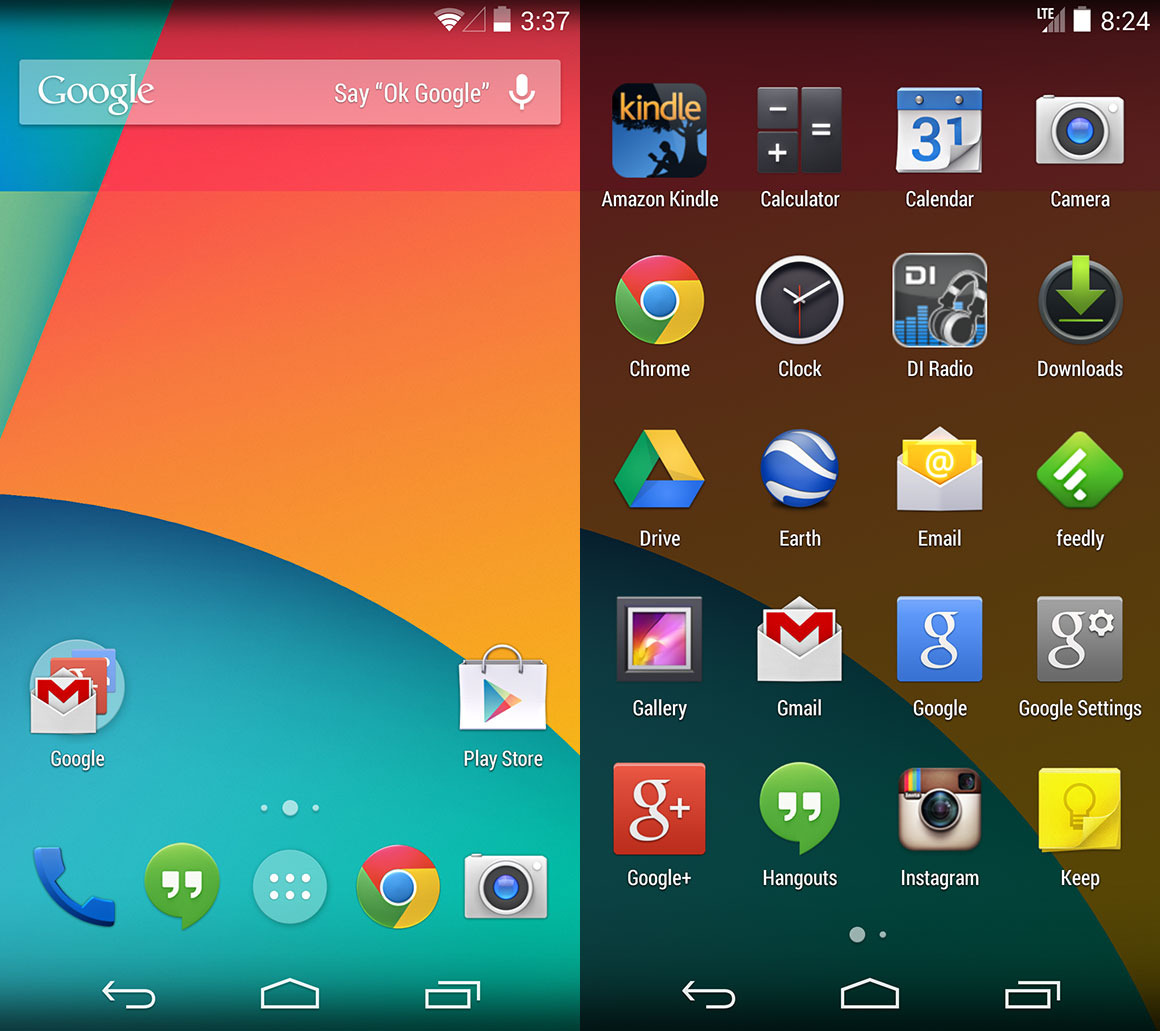 3:37
Google Say “Ok Google”
Google
Play Store
LTE 8:24
kindle
31
Amazon Kindle Calculator Calendar Camera
DI
Chrome Clock DI Radio Downloads
@
Drive Earth Email feedly
g g
Gallery Gmail Google Google Settings
g+
Insta
Google+ Hangouts Instagram Keep